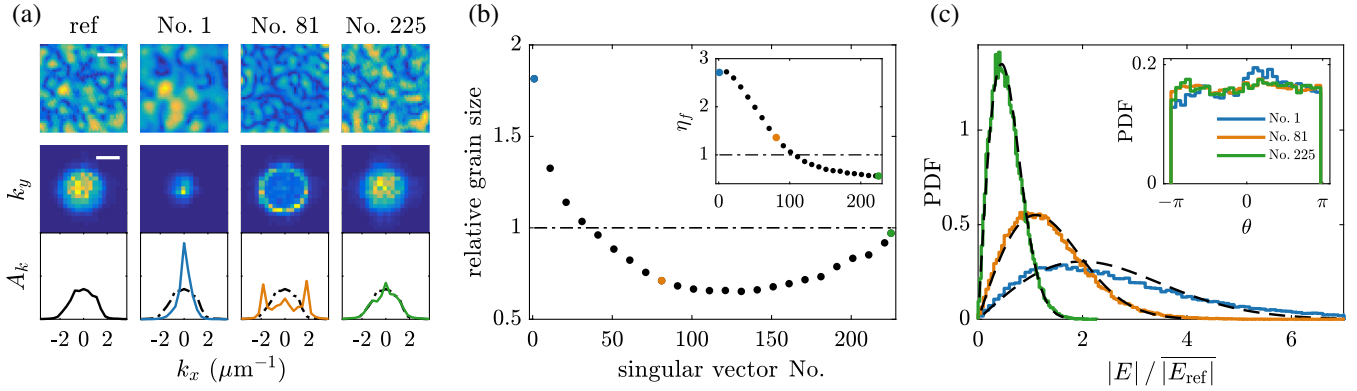 (a)
ref No. 1 No. 81 No. 225
k_y
A_k
-2 0 2 -2 0 2 -2 0 2 -2 0 2
k_x (μm⁻¹)
(b)
2
1.5
1
0.5
relative grain size
0 50 100 150 200
singular vector No.
3
2
1
0
η_f
0 100 200
(c)
1
0.5
0
PDF
0 2 4 6
|E| / |E_ref|
0.2
0.1
0
PDF
−π 0 π
θ
No. 1
No. 81
No. 225